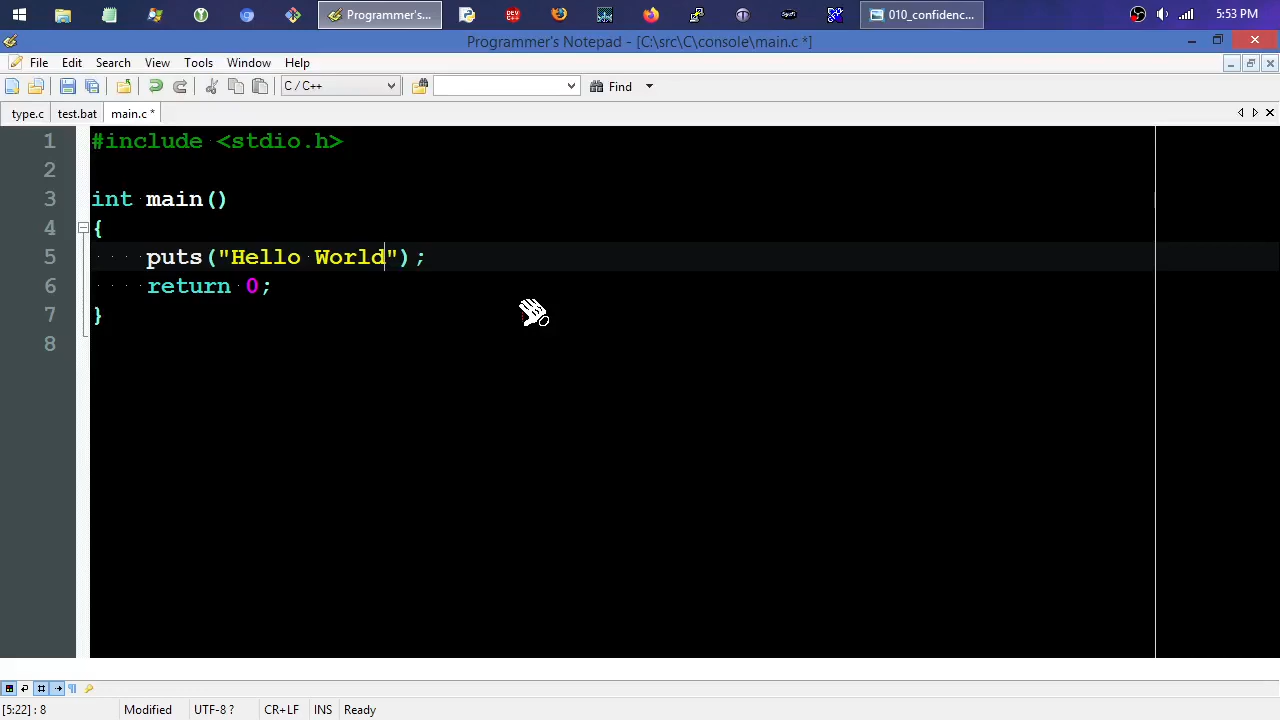 Programmer's...
010_confidenc...
5:53 PM
Programmer's Notepad - [C:\src\C\console\main.c *]
File Edit Search View Tools Window Help
C / C++
Find
type.c test.bat main.c *
1 #include <stdio.h>
2
3 int main()
4 {
5 puts("Hello World");
6 return 0;
7 }
8
[5:22] : 8 Modified UTF-8 ? CR+LF INS Ready